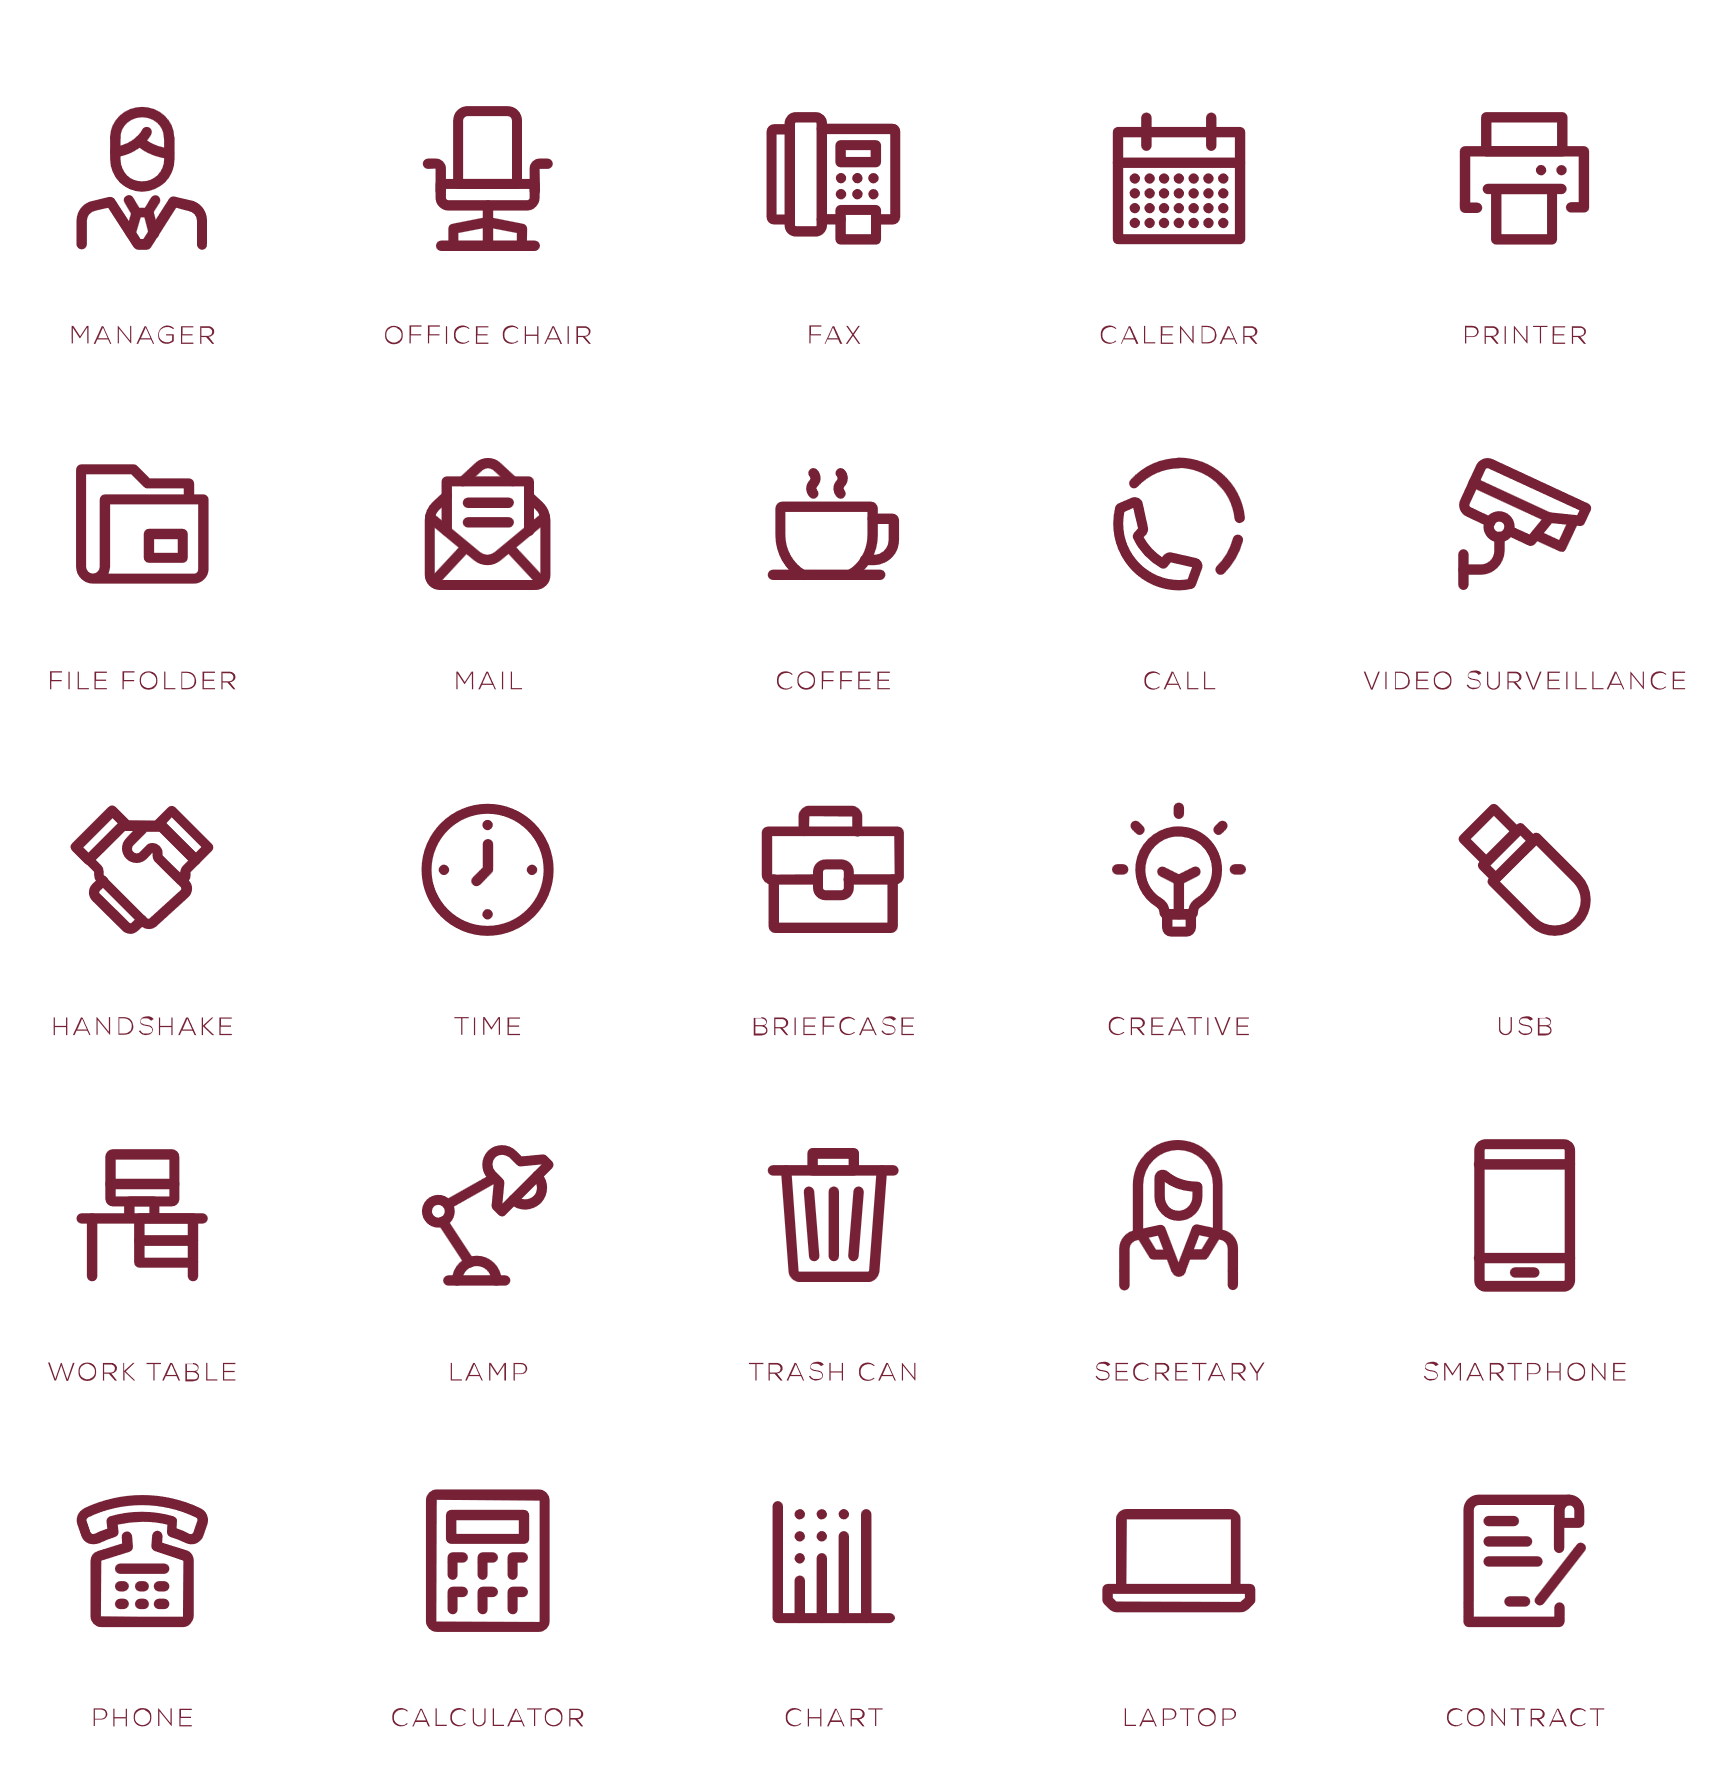 MANAGER
OFFICE CHAIR
FAX
CALENDAR
PRINTER
FILE FOLDER
MAIL
COFFEE
CALL
VIDEO SURVEILLANCE
HANDSHAKE
TIME
BRIEFCASE
CREATIVE
USB
WORK TABLE
LAMP
TRASH CAN
SECRETARY
SMARTPHONE
PHONE
CALCULATOR
CHART
LAPTOP
CONTRACT